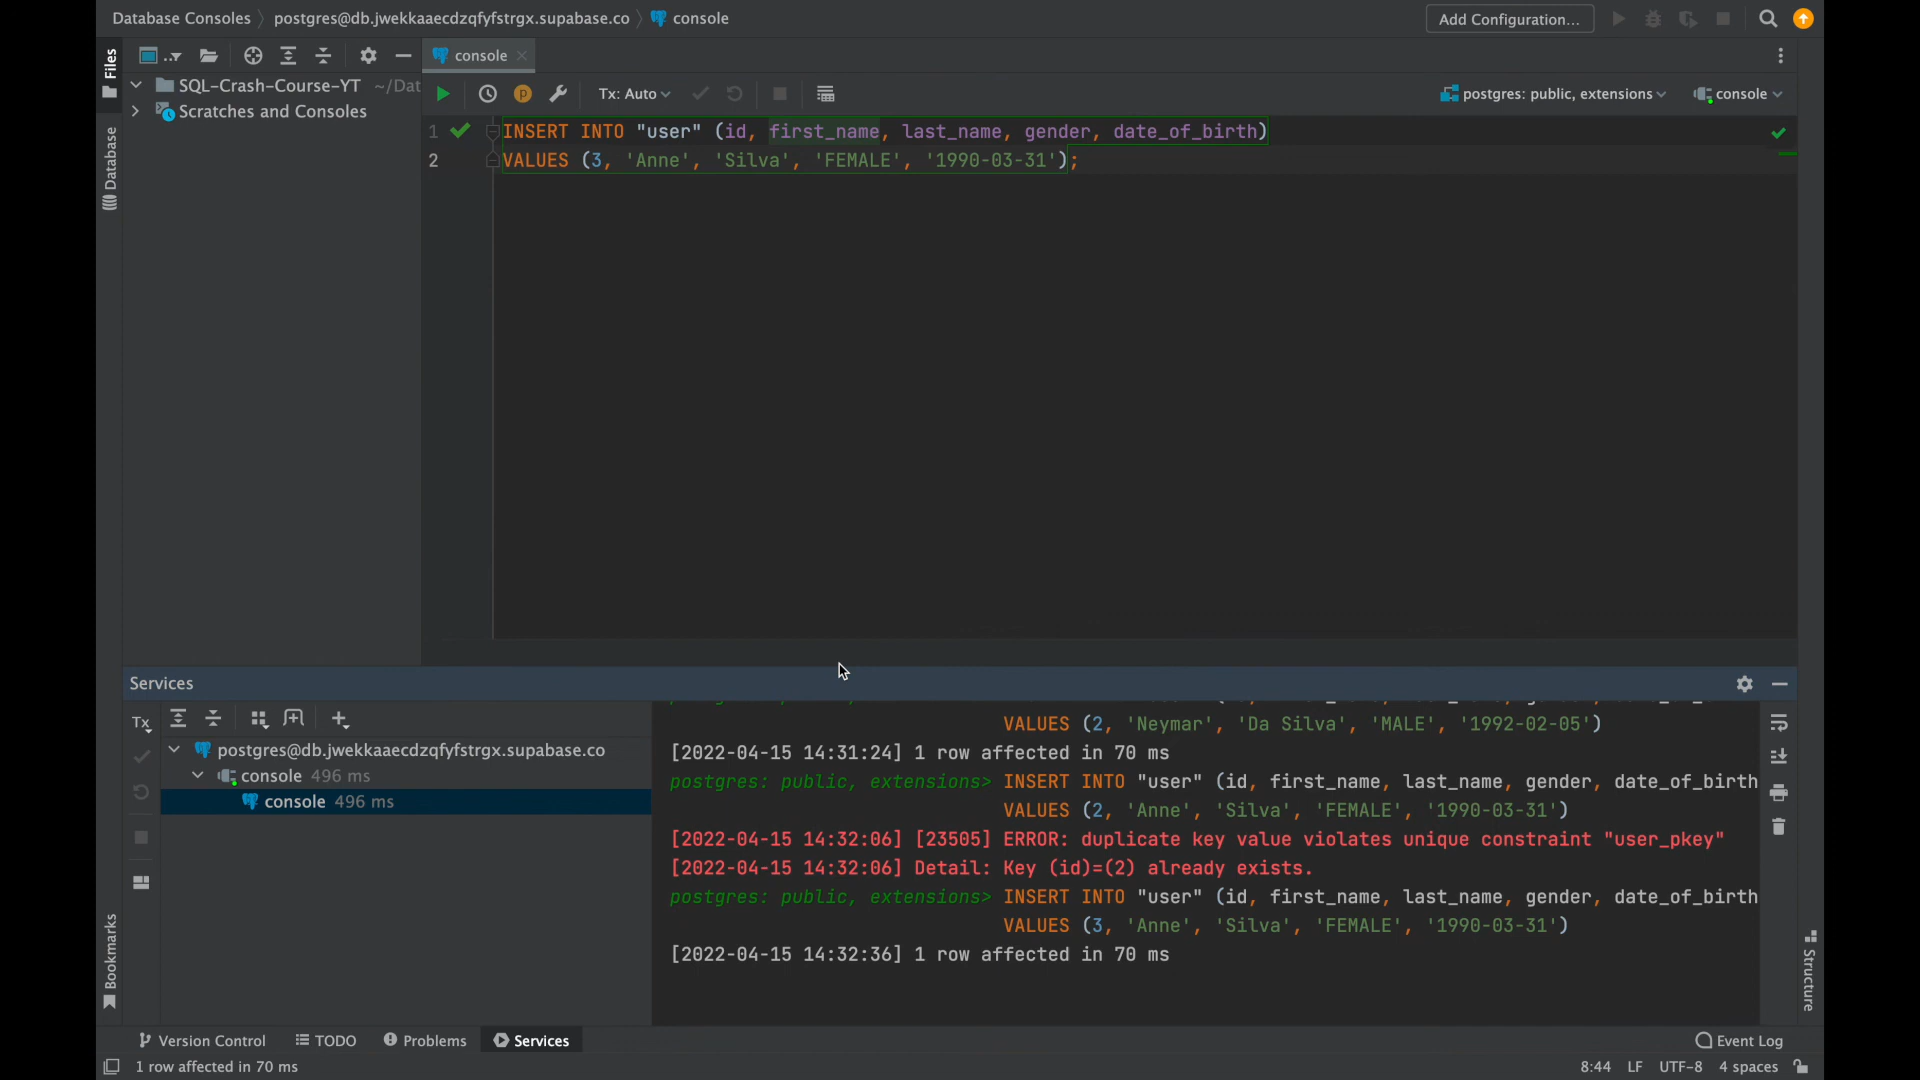 Database Consoles postgres@db.jwekkaaecdzqfyfstrgx.supabase.co console
Add Configuration...
Files
Database
Bookmarks
Structure
SQL-Crash-Course-YT ~/Dat
Scratches and Consoles
console
Tx: Auto
postgres: public, extensions
console
1 INSERT INTO "user" (id, first_name, last_name, gender, date_of_birth)
2 VALUES (3, 'Anne', 'Silva', 'FEMALE', '1990-03-31');
Services
Tx
postgres@db.jwekkaaecdzqfyfstrgx.supabase.co
console 496 ms
console 496 ms
VALUES (2, 'Neymar', 'Da Silva', 'MALE', '1992-02-05')
[2022-04-15 14:31:24] 1 row affected in 70 ms
postgres: public, extensions> INSERT INTO "user" (id, first_name, last_name, gender, date_of_birth
VALUES (2, 'Anne', 'Silva', 'FEMALE', '1990-03-31')
[2022-04-15 14:32:06] [23505] ERROR: duplicate key value violates unique constraint "user_pkey"
[2022-04-15 14:32:06] Detail: Key (id)=(2) already exists.
postgres: public, extensions> INSERT INTO "user" (id, first_name, last_name, gender, date_of_birth
VALUES (3, 'Anne', 'Silva', 'FEMALE', '1990-03-31')
[2022-04-15 14:32:36] 1 row affected in 70 ms
Version Control TODO Problems Services Event Log
1 row affected in 70 ms
8:44 LF UTF-8 4 spaces